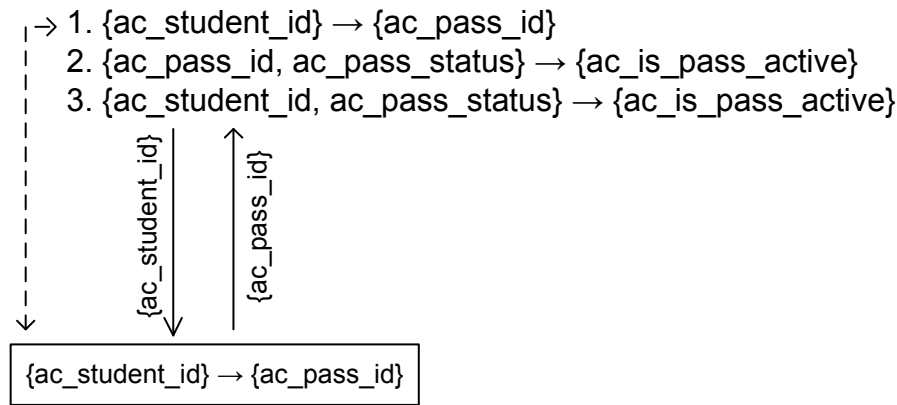 1. {ac_student_id} → {ac_pass_id}
2. {ac_pass_id, ac_pass_status} → {ac_is_pass_active}
3. {ac_student_id, ac_pass_status} → {ac_is_pass_active}
{ac_student_id}
{ac_pass_id}
{ac_student_id} → {ac_pass_id}